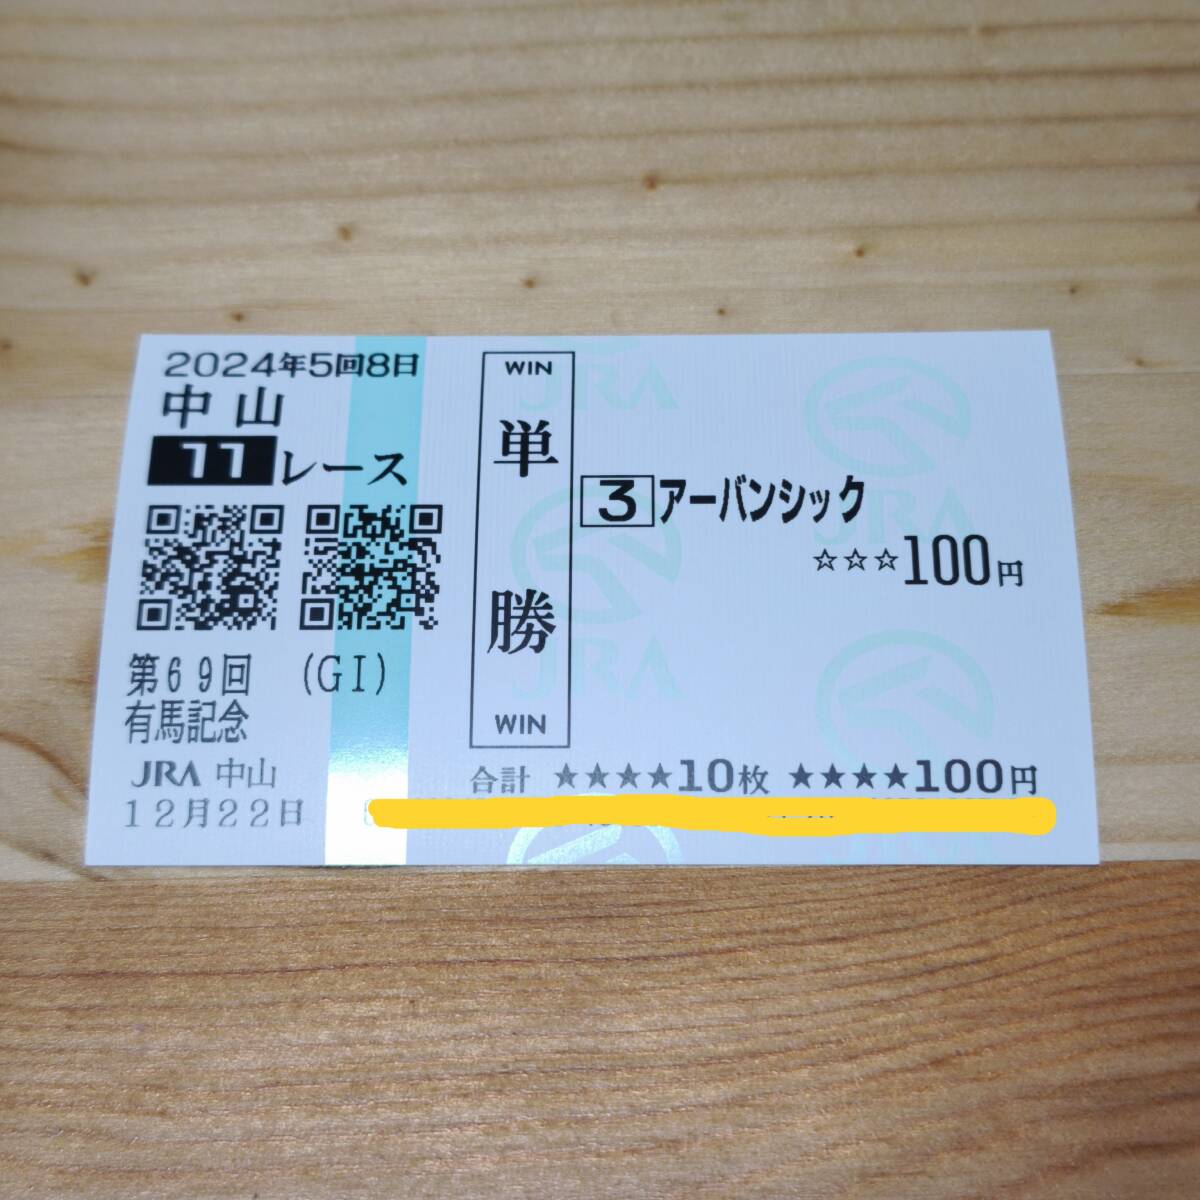 2024年5回8日
中山
11レース
第69回 (GI)
有馬記念
JRA 中山
12月22日
WIN
単勝
WIN
3 アーバンシック
☆☆☆100円
合計 ★★★★10枚 ★★★★100円
JRA
JRA
JRA